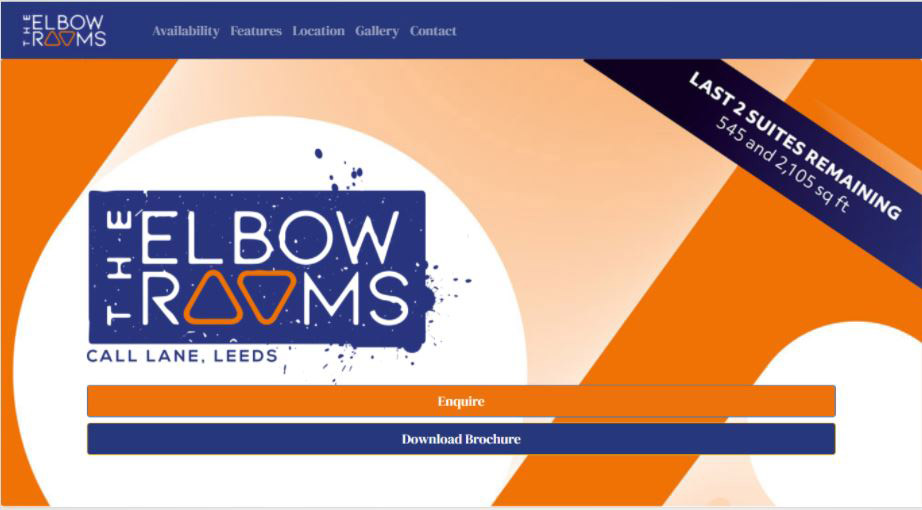 THE ELBOW
ROOMS
Availability Features Location Gallery Contact
LAST 2 SUITES REMAINING
545 and 2,105 sq ft
THE ELBOW
ROOMS
CALL LANE, LEEDS
Enquire
Download Brochure